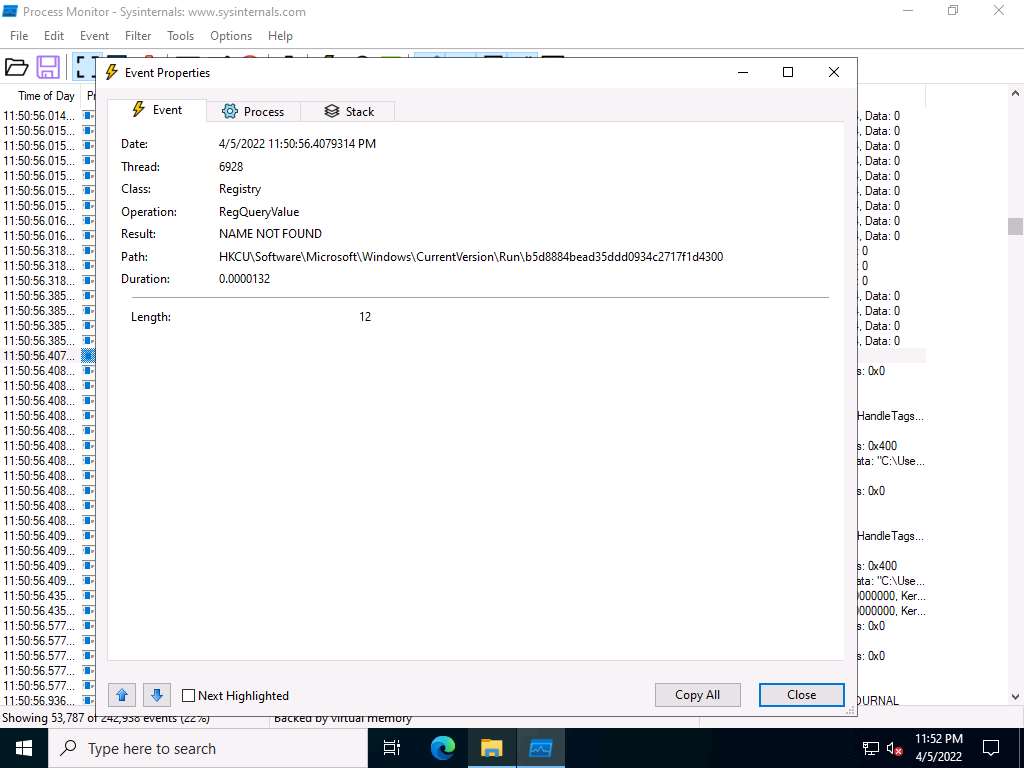 Process Monitor - Sysinternals: www.sysinternals.com
File Edit Event Filter Tools Options Help
Event Properties
Time of Day
Event Process Stack
11:50:56.014... , Data: 0
11:50:56.015... , Data: 0
11:50:56.015... , Data: 0
11:50:56.015... , Data: 0
11:50:56.015... , Data: 0
11:50:56.015... , Data: 0
11:50:56.015... , Data: 0
11:50:56.016... , Data: 0
11:50:56.016... , Data: 0
11:50:56.318... : 0
11:50:56.318... : 0
11:50:56.318... : 0
11:50:56.385... , Data: 0
11:50:56.385... , Data: 0
11:50:56.385... , Data: 0
11:50:56.385... , Data: 0
11:50:56.407...
11:50:56.408... s: 0x0
11:50:56.408...
11:50:56.408...
11:50:56.408... HandleTags...
11:50:56.408...
11:50:56.408... s: 0x400
11:50:56.408... ata: "C:\Use...
11:50:56.408...
11:50:56.408... s: 0x0
11:50:56.408...
11:50:56.408...
11:50:56.409... HandleTags...
11:50:56.409...
11:50:56.409... s: 0x400
11:50:56.409... ata: "C:\Use...
11:50:56.435... 0000000, Ker...
11:50:56.435... 0000000, Ker...
11:50:56.577... s: 0x0
11:50:56.577...
11:50:56.577... s: 0x0
11:50:56.577...
11:50:56.577...
11:50:56.936... OURNAL
Date: 4/5/2022 11:50:56.4079314 PM
Thread: 6928
Class: Registry
Operation: RegQueryValue
Result: NAME NOT FOUND
Path: HKCU\Software\Microsoft\Windows\CurrentVersion\Run\b5d8884bead35ddd0934c2717f1d4300
Duration: 0.0000132
Length: 12
Next Highlighted Copy All Close
Showing 53,787 of 242,938 events (22%) Backed by virtual memory
Type here to search
11:52 PM
4/5/2022